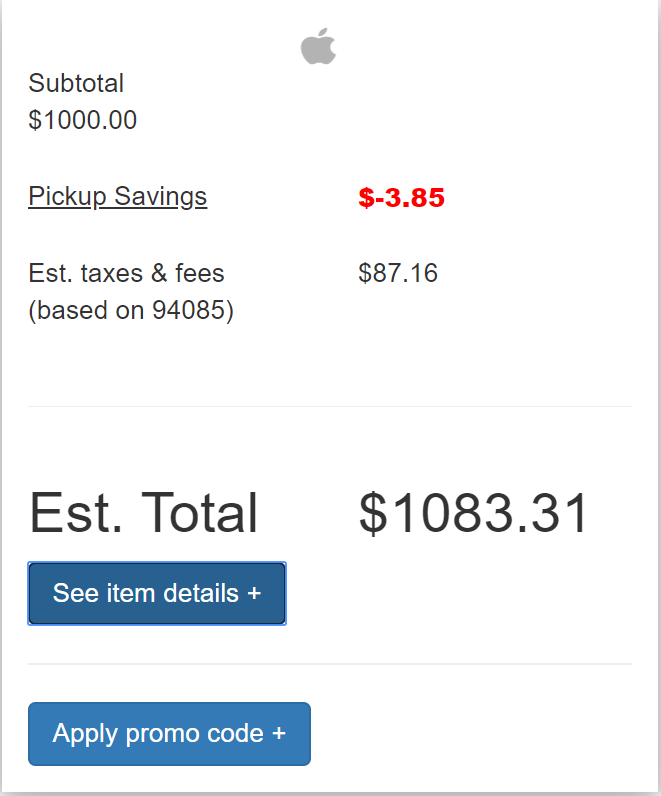 Subtotal
$1000.00
Pickup Savings $-3.85
Est. taxes & fees $87.16
(based on 94085)
Est. Total $1083.31
See item details +
Apply promo code +